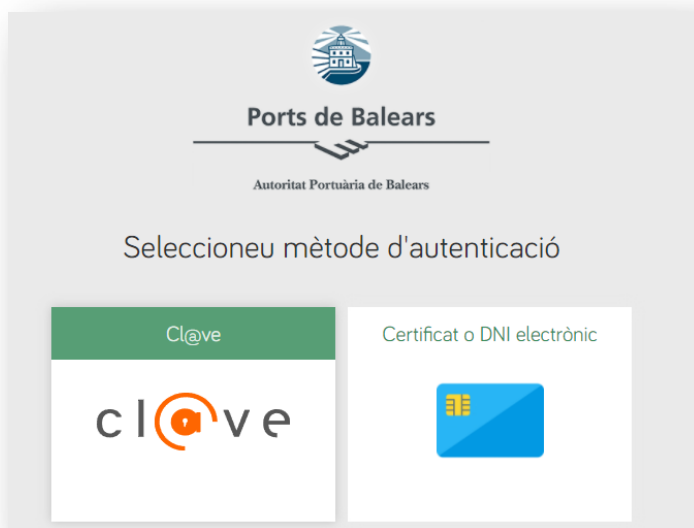 Ports de Balears
Autoritat Portuària de Balears
Seleccioneu mètode d'autenticació
Cl@ve
Certificat o DNI electrònic
cl@ve